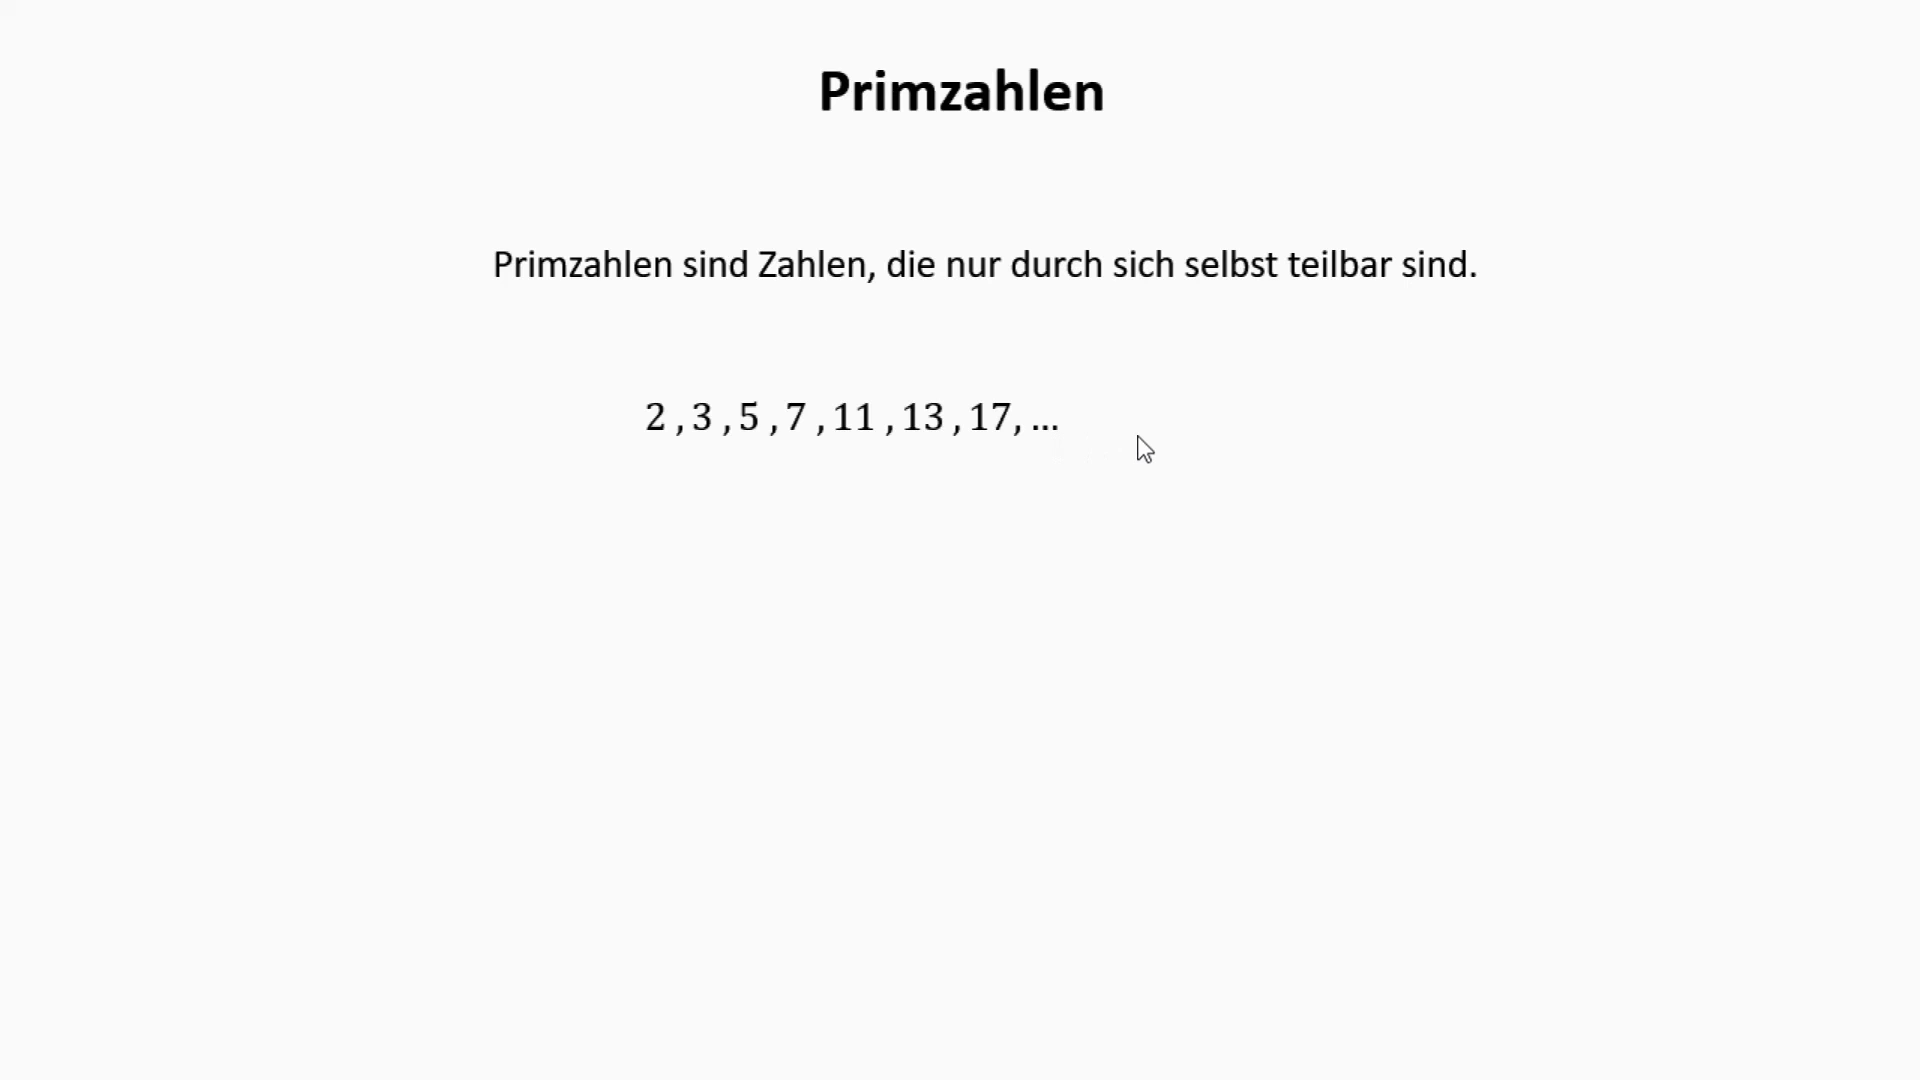 Primzahlen
Primzahlen sind Zahlen, die nur durch sich selbst teilbar sind.
2 , 3 , 5 , 7 , 11 , 13 , 17, ...